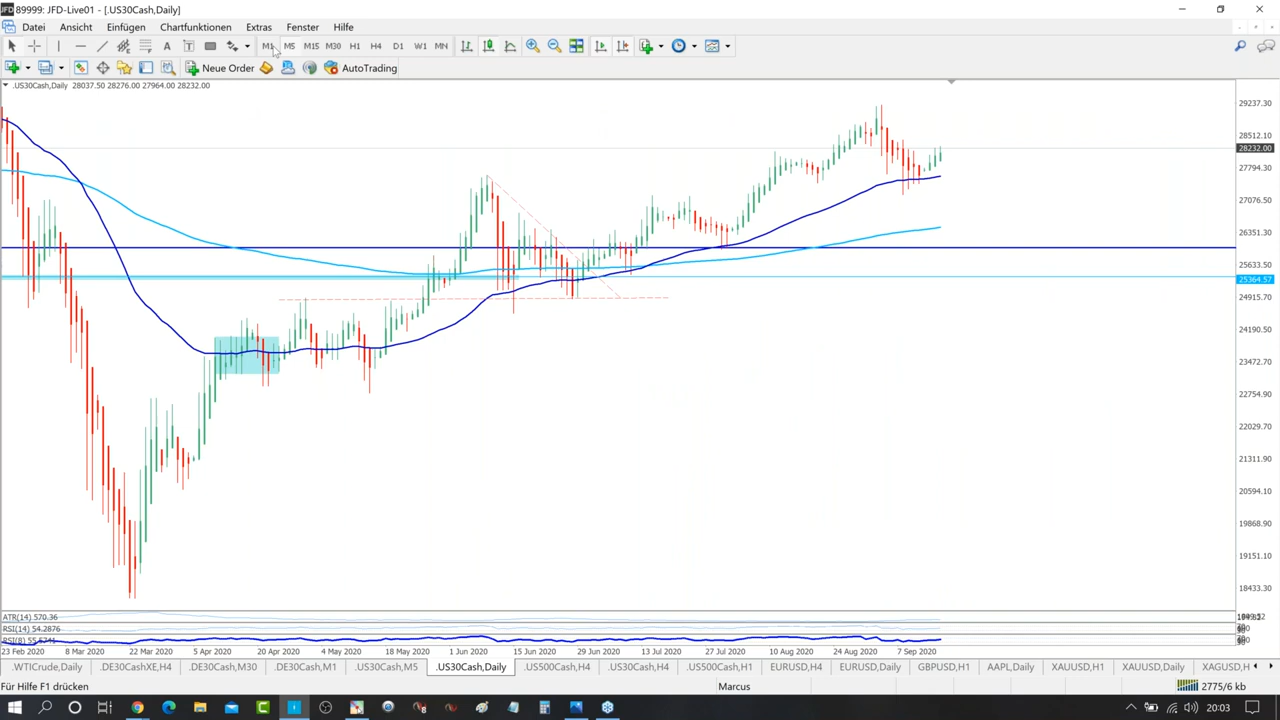 89999: JFD-Live01 - [.US30Cash,Daily]
Datei Ansicht Einfügen Chartfunktionen Extras Fenster Hilfe
M1 M5 M15 M30 H1 H4 D1 W1 MN
Neue Order AutoTrading
.US30Cash,Daily 28037.50 28276.00 27964.00 28232.00
29237.30
28512.10
28232.00
27794.30
27076.50
26351.30
25633.50
25364.57
24915.70
24190.50
23472.70
22754.90
22029.70
21311.90
20594.10
19868.90
19151.10
18433.30
ATR(14) 570.36
RSI(14) 54.2876
RSI(8) 55.5741
23 Feb 2020 8 Mar 2020 22 Mar 2020 5 Apr 2020 20 Apr 2020 4 May 2020 18 May 2020 1 Jun 2020 15 Jun 2020 29 Jun 2020 13 Jul 2020 27 Jul 2020 10 Aug 2020 24 Aug 2020 7 Sep 2020
.WTICrude,Daily .DE30CashXE,H4 .DE30Cash,M30 .DE30Cash,M1 .US30Cash,M5 .US30Cash,Daily .US500Cash,H4 .US30Cash,H4 .US500Cash,H1 EURUSD,H4 EURUSD,Daily GBPUSD,H1 AAPL,Daily XAUUSD,H1 XAUUSD,Daily XAGUSD,H
Für Hilfe F1 drücken Marcus 2775/6 kb
20:03